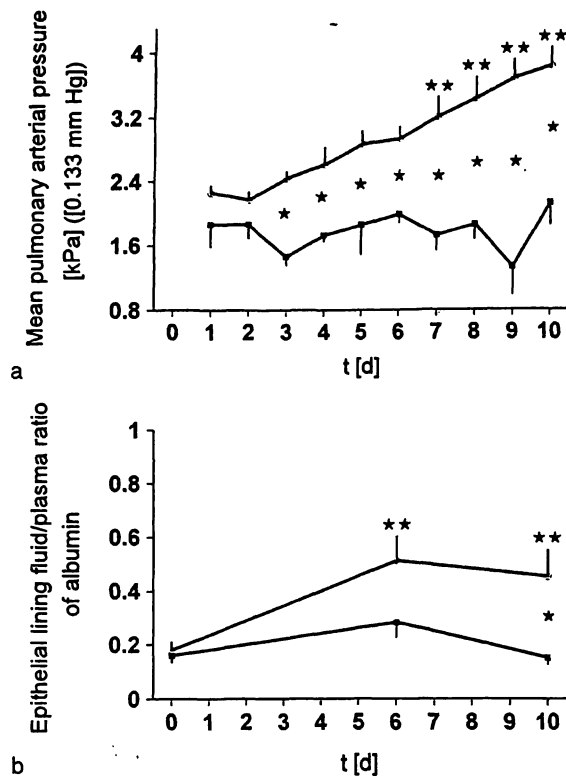 Mean pulmonary arterial pressure
[kPa] ([0.133 mm Hg)
4
3.2
2.4
1.6
0.8
★★ ★★ ★★ ★★
★ ★ ★ ★ ★ ★ ★ ★
0 1 2 3 4 5 6 7 8 9 10
t [d]
a
Epithelial lining fluid/plasma ratio
of albumin
1
0.8
0.6
0.4
0.2
0
★★ ★★
★
0 1 2 3 4 5 6 7 8 9 10
t [d]
b